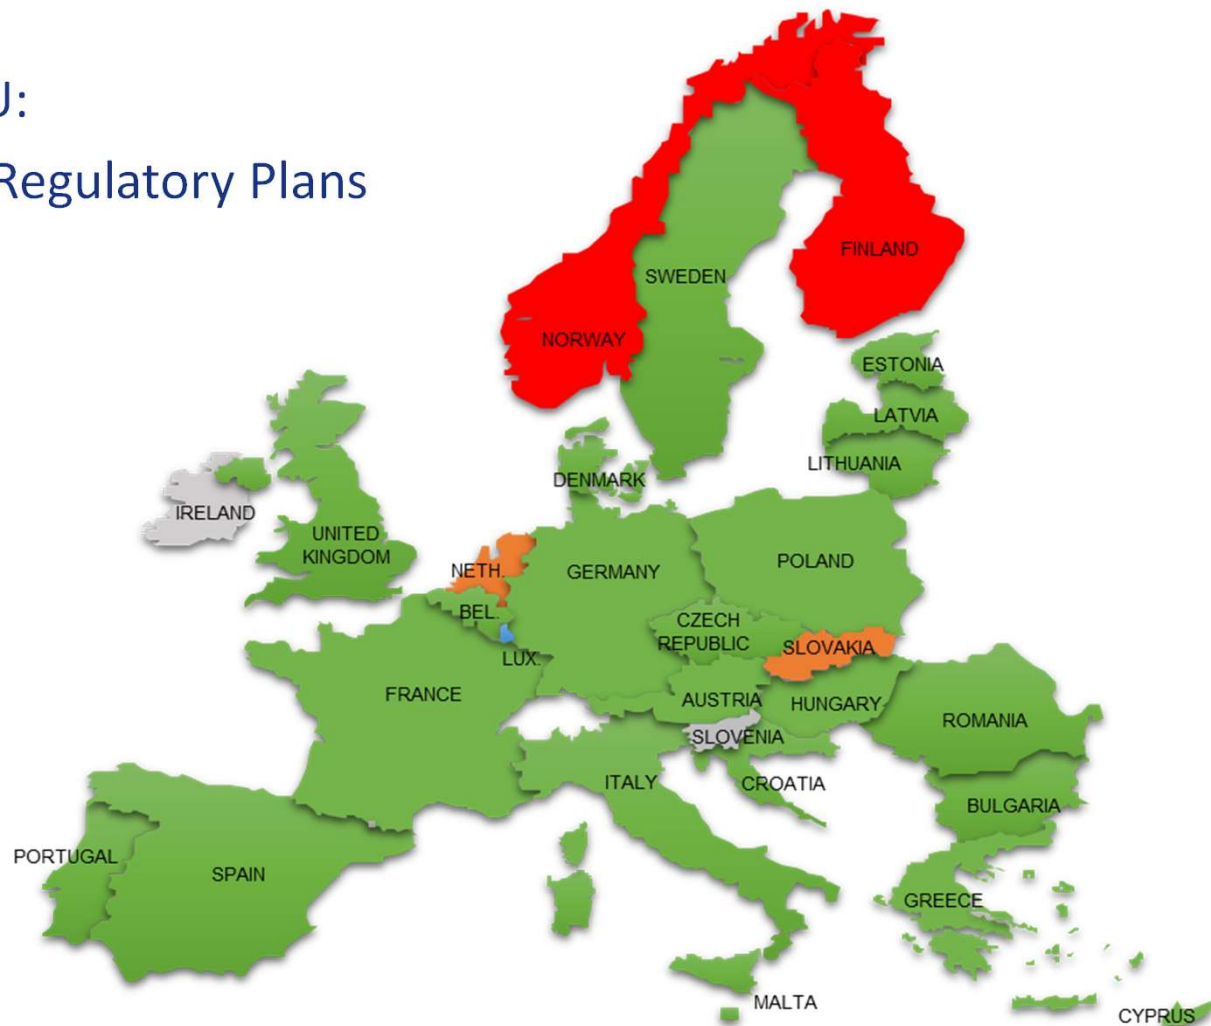 U:
Regulatory Plans
FINLAND
SWEDEN
NORWAY
ESTONIA
LATVIA
LITHUANIA
DENMARK
IRELAND
UNITED
KINGDOM
NETH.
GERMANY
POLAND
BEL.
CZECH
REPUBLIC
SLOVAKIA
LUX.
FRANCE
AUSTRIA
HUNGARY
ROMANIA
SLOVENIA
ITALY
CROATIA
BULGARIA
PORTUGAL
SPAIN
GREECE
MALTA
CYPRUS